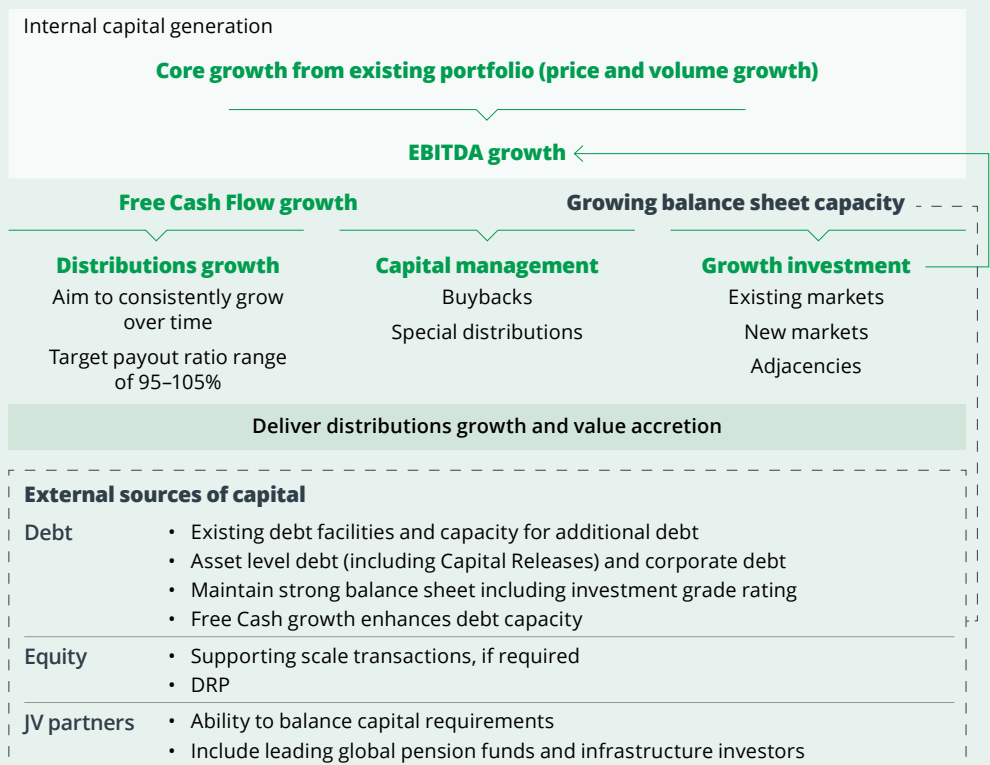 Internal capital generation
Core growth from existing portfolio (price and volume growth)
EBITDA growth
Free Cash Flow growth
Growing balance sheet capacity
Distributions growth
Aim to consistently grow
over time
Target payout ratio range
of 95–105%
Capital management
Buybacks
Special distributions
Growth investment
Existing markets
New markets
Adjacencies
Deliver distributions growth and value accretion
External sources of capital
Debt
• Existing debt facilities and capacity for additional debt
• Asset level debt (including Capital Releases) and corporate debt
• Maintain strong balance sheet including investment grade rating
• Free Cash growth enhances debt capacity
Equity
• Supporting scale transactions, if required
• DRP
JV partners
• Ability to balance capital requirements
• Include leading global pension funds and infrastructure investors